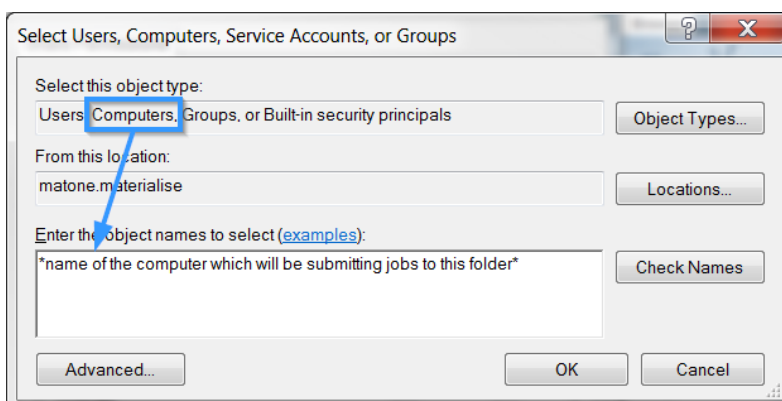 Select Users, Computers, Service Accounts, or Groups
Select this object type:
Users, Computers, Groups, or Built-in security principals
Object Types...
From this location:
matone.materialise
Locations...
Enter the object names to select (examples):
*name of the computer which will be submitting jobs to this folder*
Check Names
Advanced...
OK
Cancel